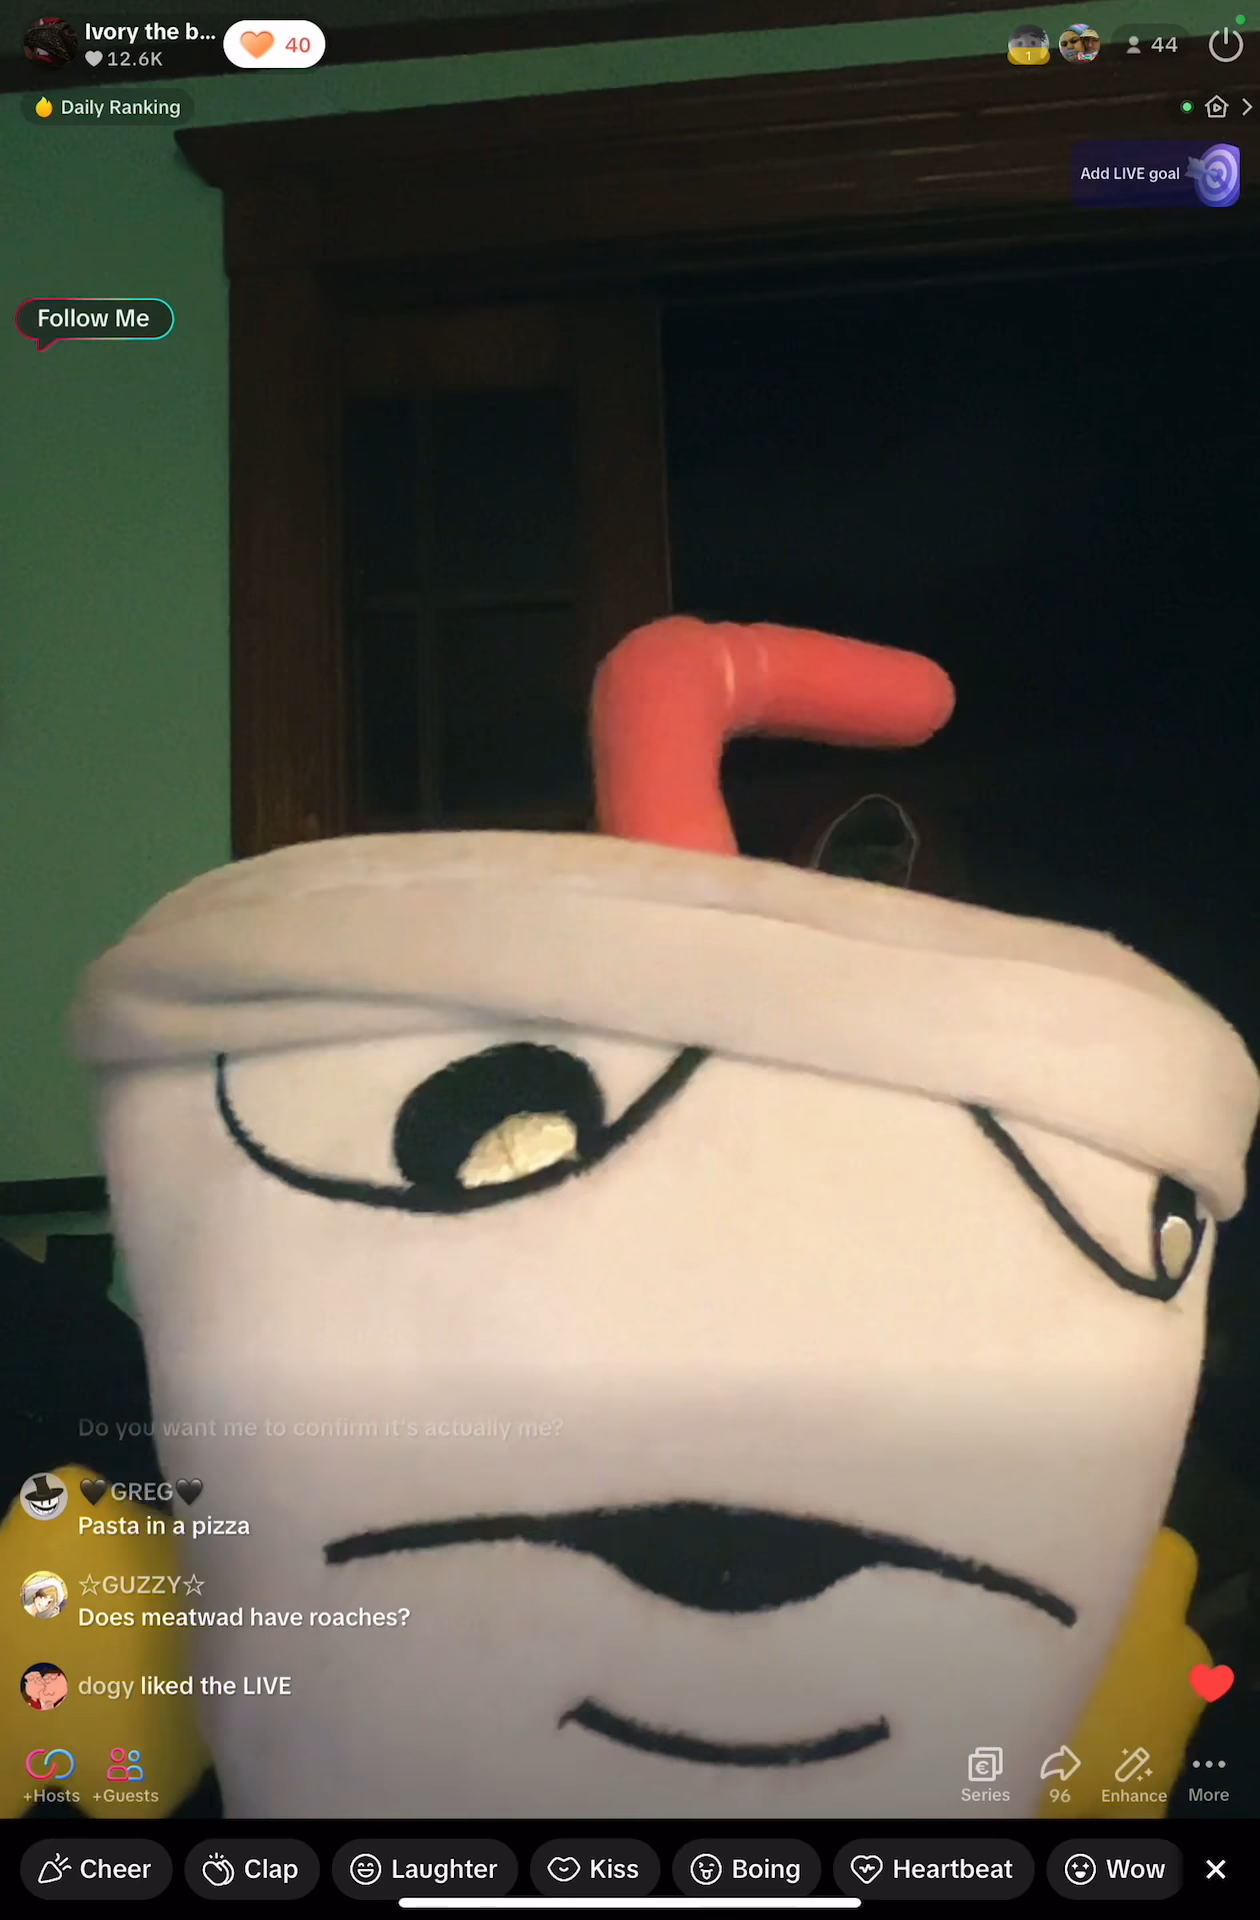 Ivory the b...
12.6K
40
1
44
Daily Ranking
Add LIVE goal
Follow Me
Do you want me to confirm it's actually me?
🖤GREG🖤
Pasta in a pizza
☆GUZZY☆
Does meatwad have roaches?
dogy liked the LIVE
+Hosts
+Guests
Series
96
Enhance
More
Cheer
Clap
Laughter
Kiss
Boing
Heartbeat
Wow